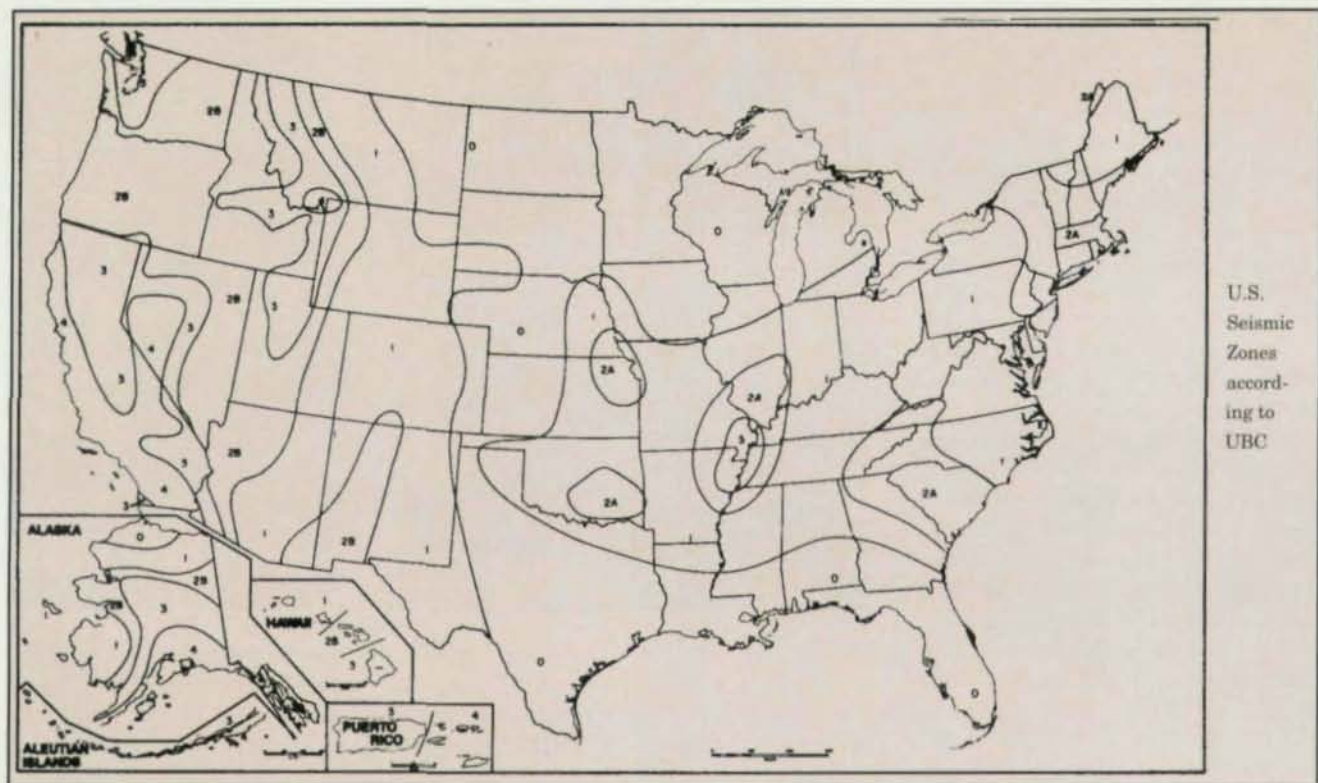 2B
3
2B
1
0
1
2B
3
0
2A
3
1
3
2B
3
0
4
3
4
1
2A
2A
3
3
2B
3
4
2A
2A
1
1
2B
1
0
0
0
ALASKA
0
1
2B
3
2B
1
4
3
ALEUTIAN
ISLANDS
1
HAWAII
2B
3
3
4
PUERTO
RICO
U.S.
Seismic
Zones
accord-
ing to
UBC